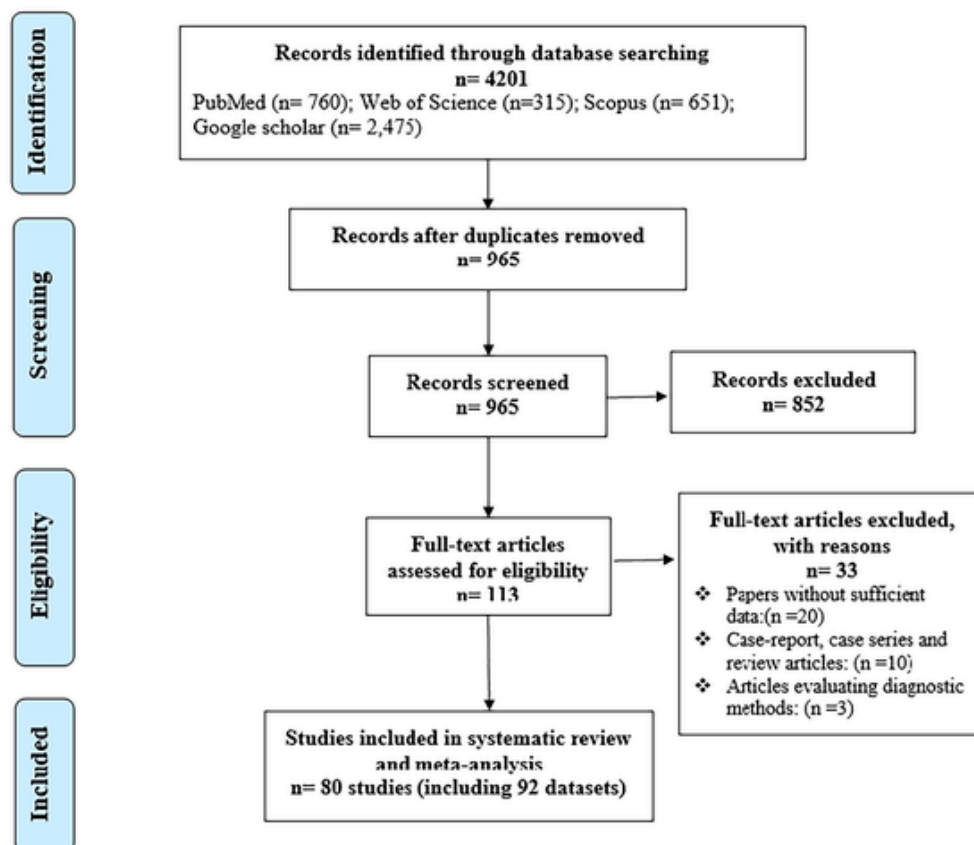 Identification
Records identified through database searching
n= 4201
PubMed (n= 760); Web of Science (n=315); Scopus (n= 651);
Google scholar (n= 2,475)
Screening
Records after duplicates removed
n= 965
Records screened
n= 965
Records excluded
n= 852
Eligibility
Full-text articles
assessed for eligibility
n= 113
Full-text articles excluded,
with reasons
n= 33
❖ Papers without sufficient
data:(n =20)
❖ Case-report, case series and
review articles: (n =10)
❖ Articles evaluating diagnostic
methods: (n =3)
Included
Studies included in systematic review
and meta-analysis
n= 80 studies (including 92 datasets)